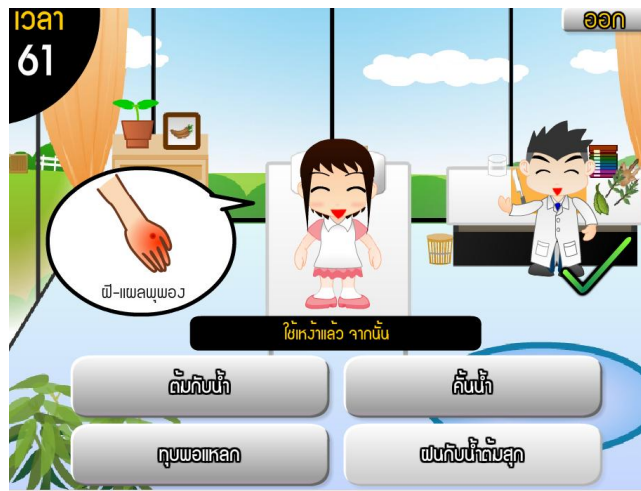 เวลา
61
ออก
ฝี-แผลพุพอง
ใช้เหง้าแล้ว จากนั้น
ต้มกับน้ำ
คั้นน้ำ
ทุบพอแหลก
ฝนกับน้ำต้มสุก